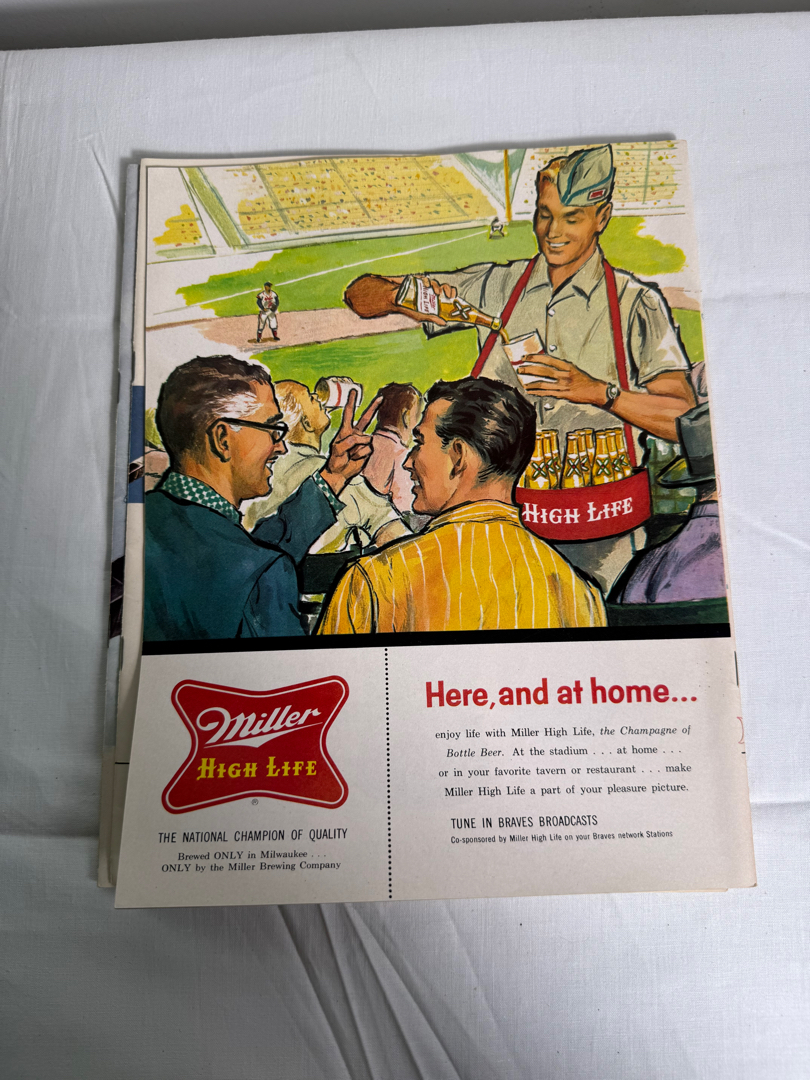 HIGH LIFE
Miller
HIGH LIFE
®
THE NATIONAL CHAMPION OF QUALITY
Brewed ONLY in Milwaukee . . .
ONLY by the Miller Brewing Company
Here, and at home...
enjoy life with Miller High Life, the Champagne of
Bottle Beer. At the stadium . . . at home . . .
or in your favorite tavern or restaurant . . . make
Miller High Life a part of your pleasure picture.
TUNE IN BRAVES BROADCASTS
Co-sponsored by Miller High Life on your Braves network Stations